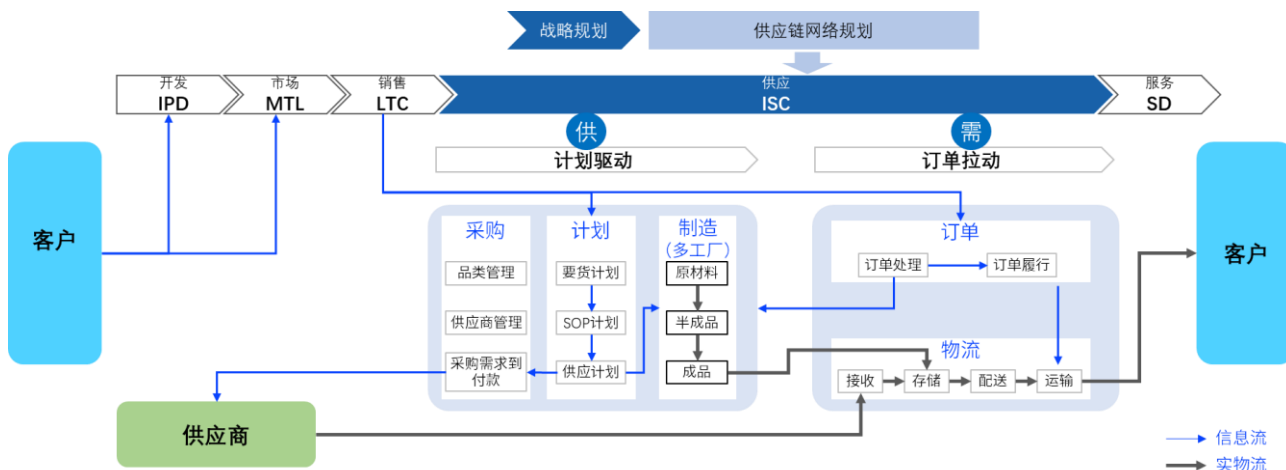 战略规划
供应链网络规划
开发
IPD
市场
MTL
销售
LTC
供应
ISC
服务
SD
供
需
计划驱动
订单拉动
客户
客户
采购
品类管理
供应商管理
采购需求到
付款
计划
要货计划
SOP计划
供应计划
制造
（多工厂）
原材料
半成品
成品
订单
订单处理
订单履行
物流
接收
存储
配送
运输
供应商
信息流
实物流